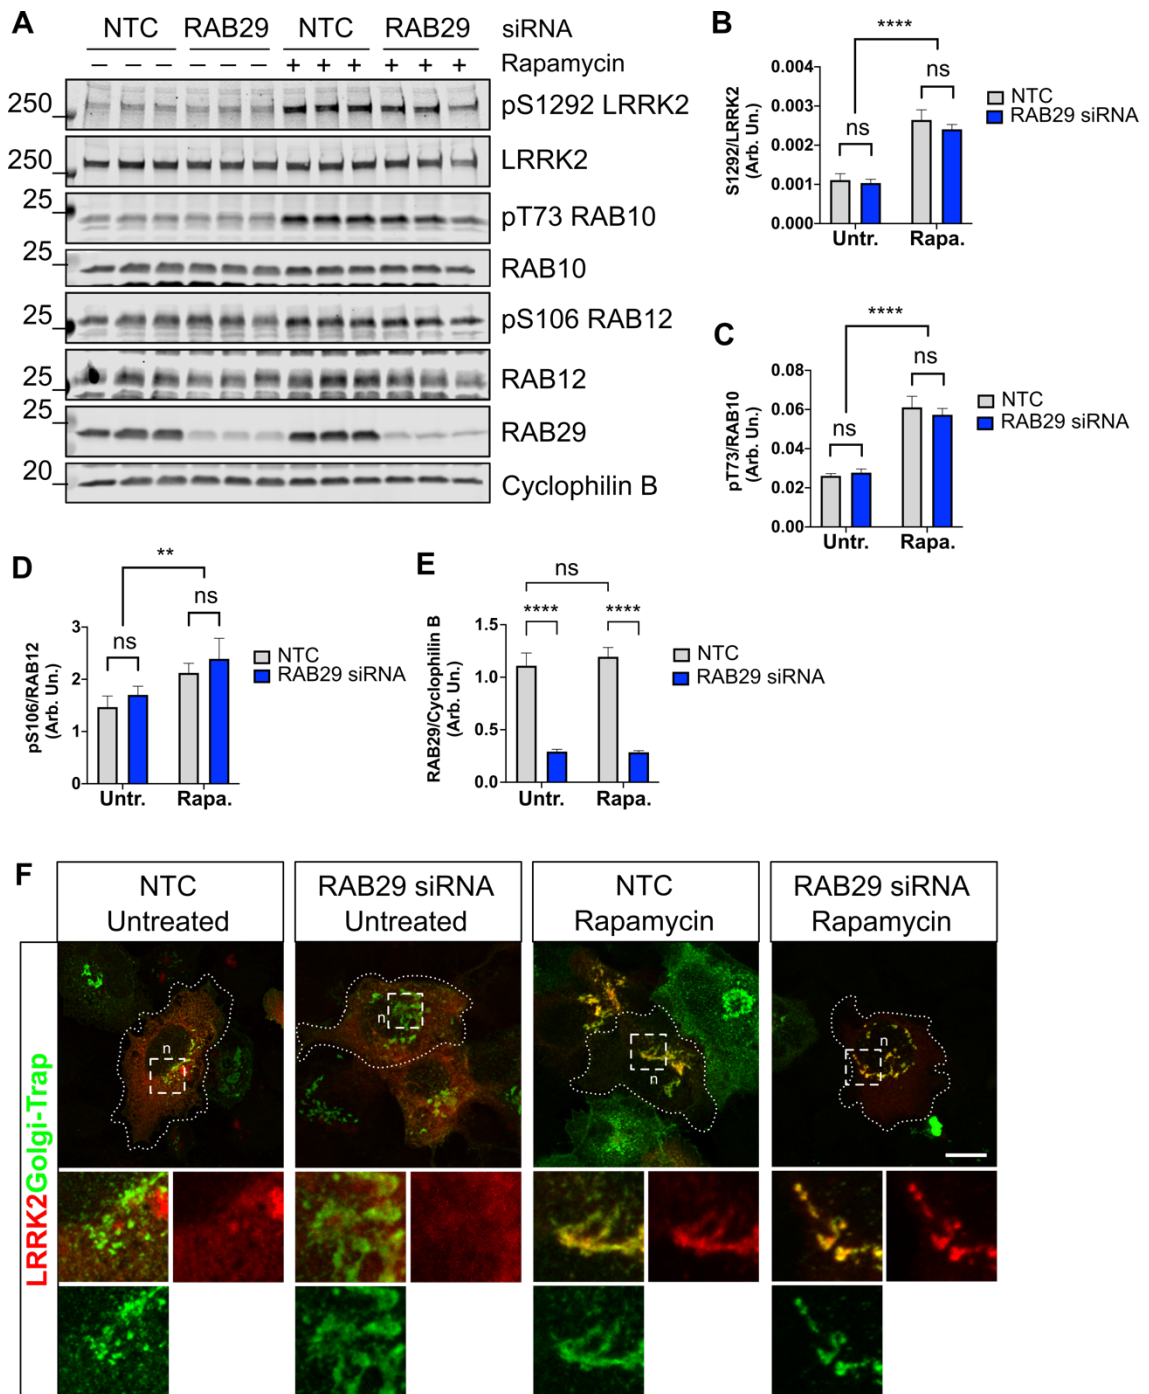 A
NTC RAB29 NTC RAB29 siRNA
− − − − − − + + + + + + Rapamycin
250 pS1292 LRRK2
250 LRRK2
25 pT73 RAB10
25 RAB10
25 pS106 RAB12
25 RAB12
25 RAB29
20 Cyclophilin B
B
****
ns
ns
0.004
0.003
0.002
0.001
0.000
S1292/LRRK2
(Arb. Un.)
Untr. Rapa.
NTC
RAB29 siRNA
C
****
ns
ns
0.08
0.06
0.04
0.02
0.00
pT73/RAB10
(Arb. Un.)
Untr. Rapa.
NTC
RAB29 siRNA
D
**
ns
ns
3
2
1
0
pS106/RAB12
(Arb. Un.)
Untr. Rapa.
NTC
RAB29 siRNA
E
ns
**** ****
1.5
1.0
0.5
0.0
RAB29/Cyclophilin B
(Arb. Un.)
Untr. Rapa.
NTC
RAB29 siRNA
F
NTC
Untreated
RAB29 siRNA
Untreated
NTC
Rapamycin
RAB29 siRNA
Rapamycin
LRRK2Golgi-Trap
n
n
n
n